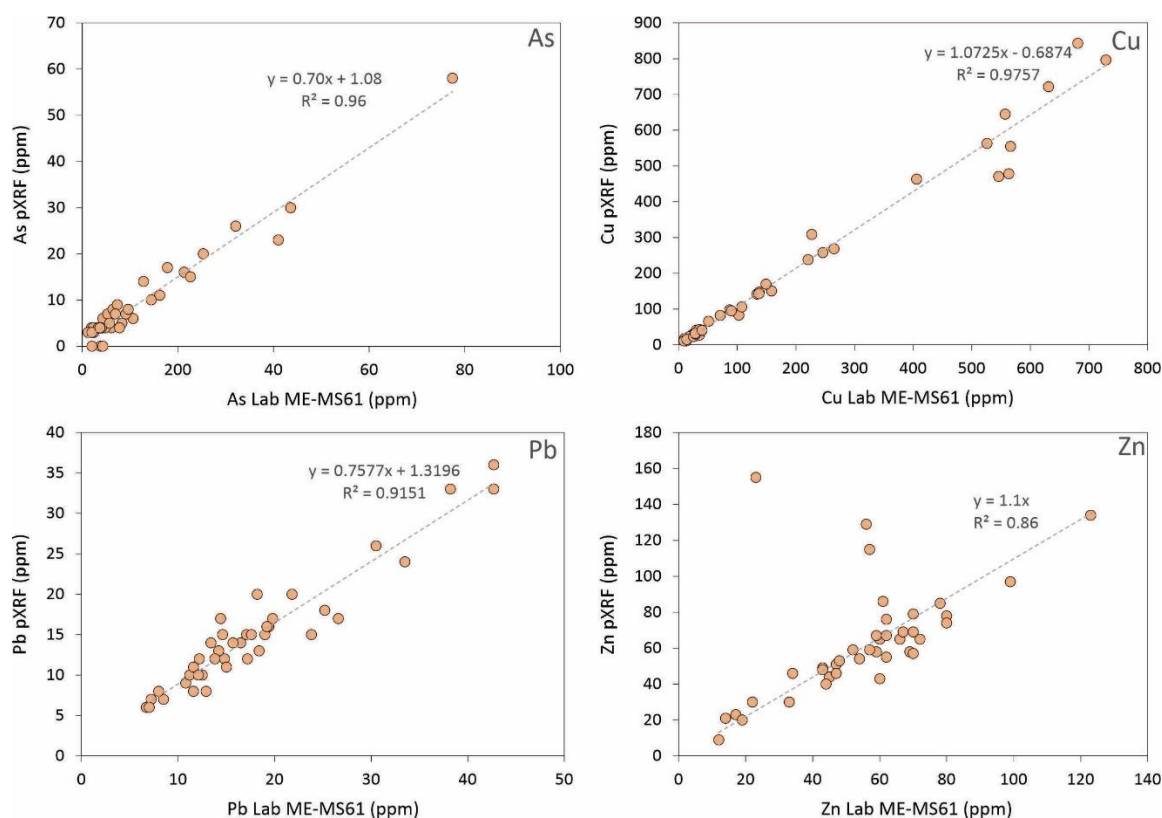 As
y = 0.70x + 1.08
R² = 0.96
As pXRF (ppm)
70
60
50
40
30
20
10
0
0 20 40 60 80 100
As Lab ME-MS61 (ppm)
Cu
y = 1.0725x - 0.6874
R² = 0.9757
Cu pXRF (ppm)
900
800
700
600
500
400
300
200
100
0
0 100 200 300 400 500 600 700 800
Cu Lab ME-MS61 (ppm)
Pb
y = 0.7577x + 1.3196
R² = 0.9151
Pb pXRF (ppm)
40
35
30
25
20
15
10
5
0
0 10 20 30 40 50
Pb Lab ME-MS61 (ppm)
Zn
y = 1.1x
R² = 0.86
Zn pXRF (ppm)
180
160
140
120
100
80
60
40
20
0
0 20 40 60 80 100 120 140
Zn Lab ME-MS61 (ppm)